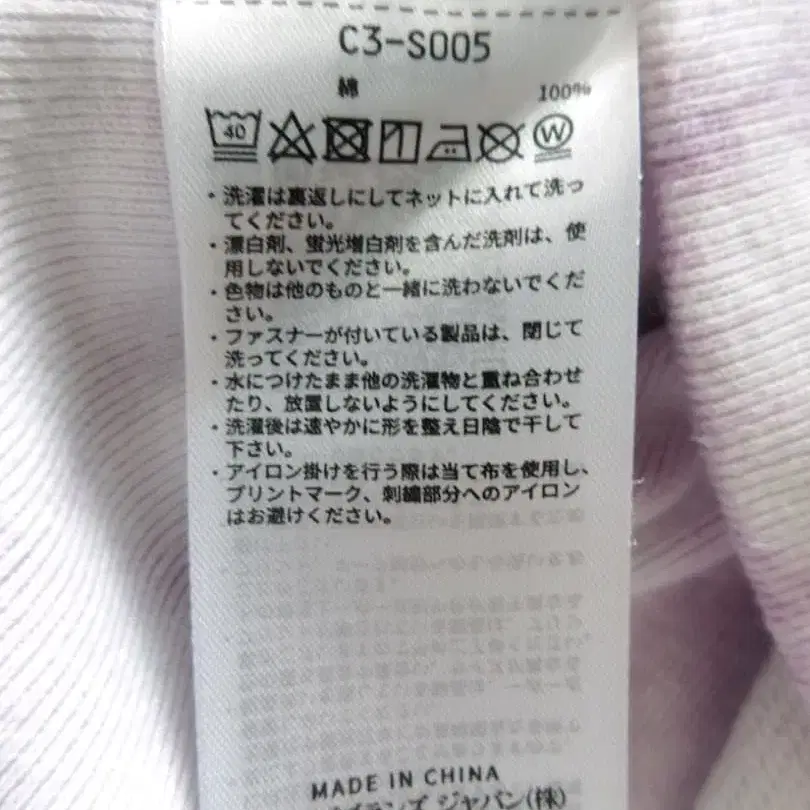 C3-S005
綿 100%
40 W
・洗濯は裏返しにしてネットに入れて洗っ
てください。
・漂白剤、蛍光増白剤を含んだ洗剤は、使
用しないでください。
・色物は他のものと一緒に洗わないでくだ
さい。
・ファスナーが付いている製品は、閉じて
洗ってください。
・水につけたまま他の洗濯物と重ね合わせ
たり、放置しないようにしてください。
・洗濯後は速やかに形を整え日陰で干して
下さい。
・アイロン掛けを行う際は当て布を使用し、
プリントマーク、刺繍部分へのアイロン
はお避けください。
MADE IN CHINA
ブランズ ジャパン(株)